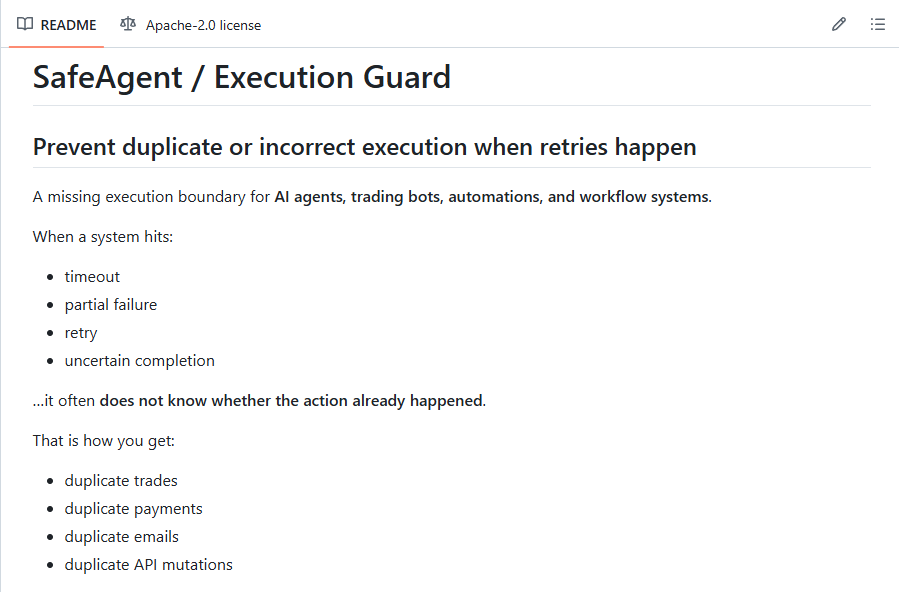 README Apache-2.0 license
SafeAgent / Execution Guard
Prevent duplicate or incorrect execution when retries happen
A missing execution boundary for AI agents, trading bots, automations, and workflow systems.
When a system hits:
timeout
partial failure
retry
uncertain completion
...it often does not know whether the action already happened.
That is how you get:
duplicate trades
duplicate payments
duplicate emails
duplicate API mutations